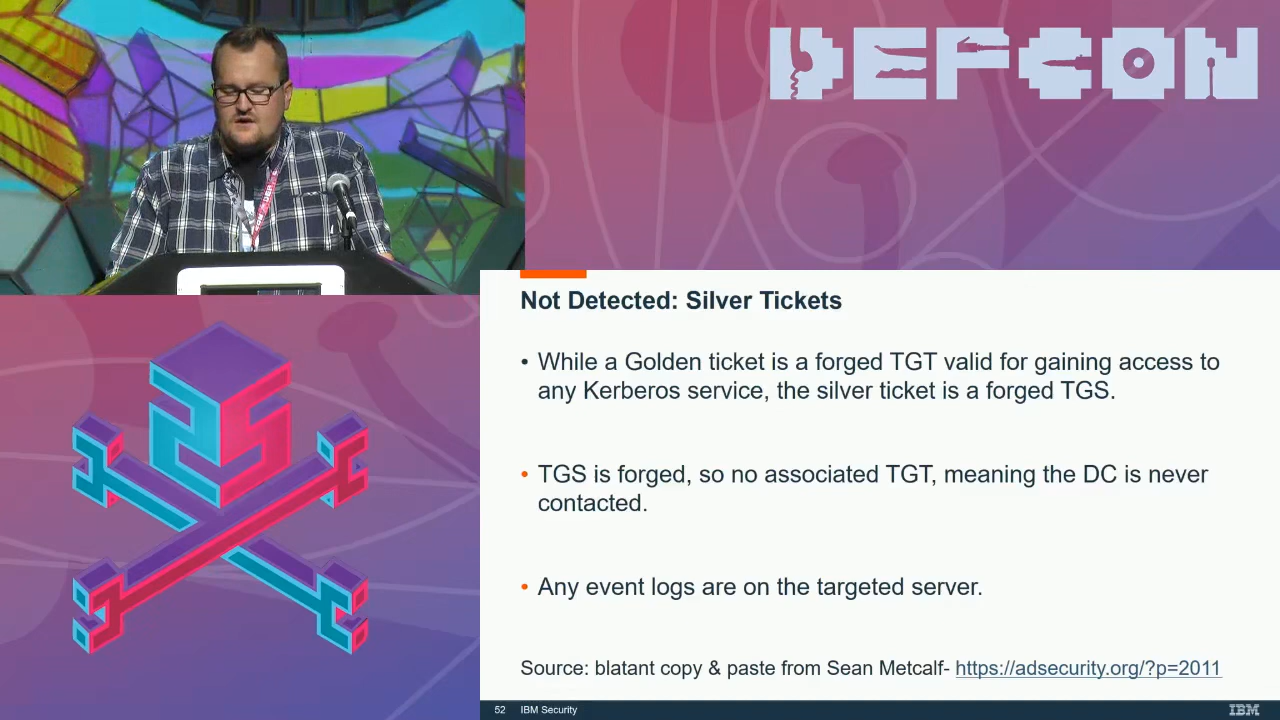 DEFCON
Not Detected: Silver Tickets
• While a Golden ticket is a forged TGT valid for gaining access to
any Kerberos service, the silver ticket is a forged TGS.
• TGS is forged, so no associated TGT, meaning the DC is never
contacted.
• Any event logs are on the targeted server.
Source: blatant copy & paste from Sean Metcalf- https://adsecurity.org/?p=2011
52 IBM Security IBM